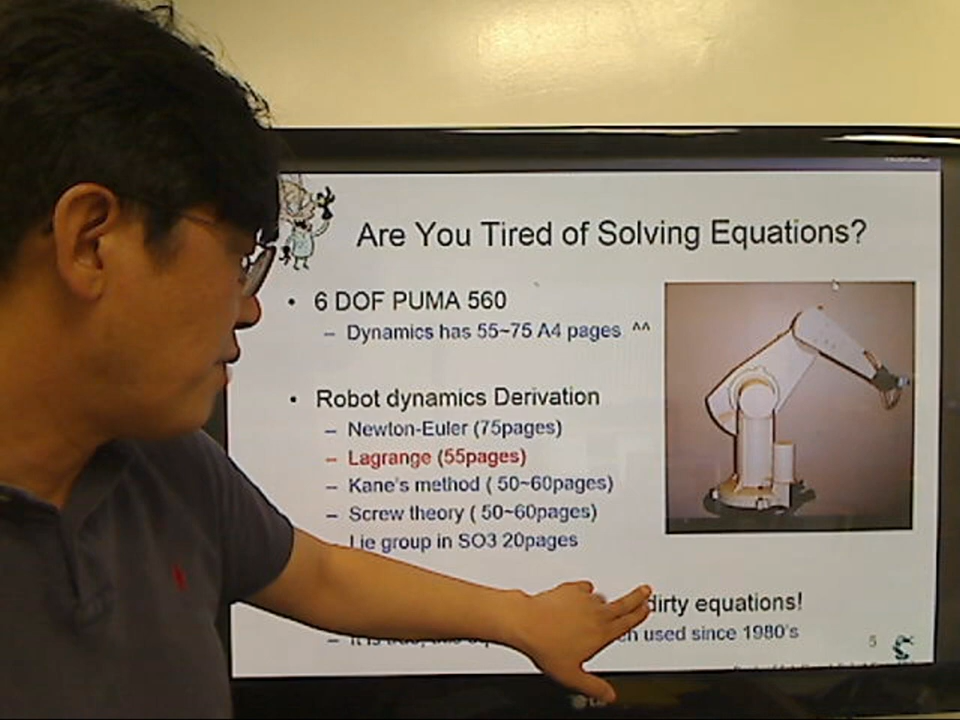 Are You Tired of Solving Equations?
• 6 DOF PUMA 560
– Dynamics has 55~75 A4 pages ^^
• Robot dynamics Derivation
– Newton-Euler (75pages)
– Lagrange (55pages)
– Kane's method ( 50~60pages)
– Screw theory ( 50~60pages)
Lie group in SO3 20pages
dirty equations!
– It is used since 1980's
5